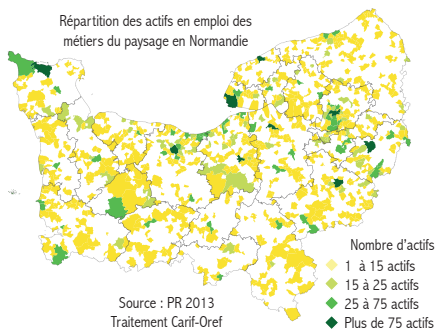 Répartition des actifs en emploi des
métiers du paysage en Normandie
Nombre d'actifs
1 à 15 actifs
15 à 25 actifs
25 à 75 actifs
Plus de 75 actifs
Source : PR 2013
Traitement Carif-Oref